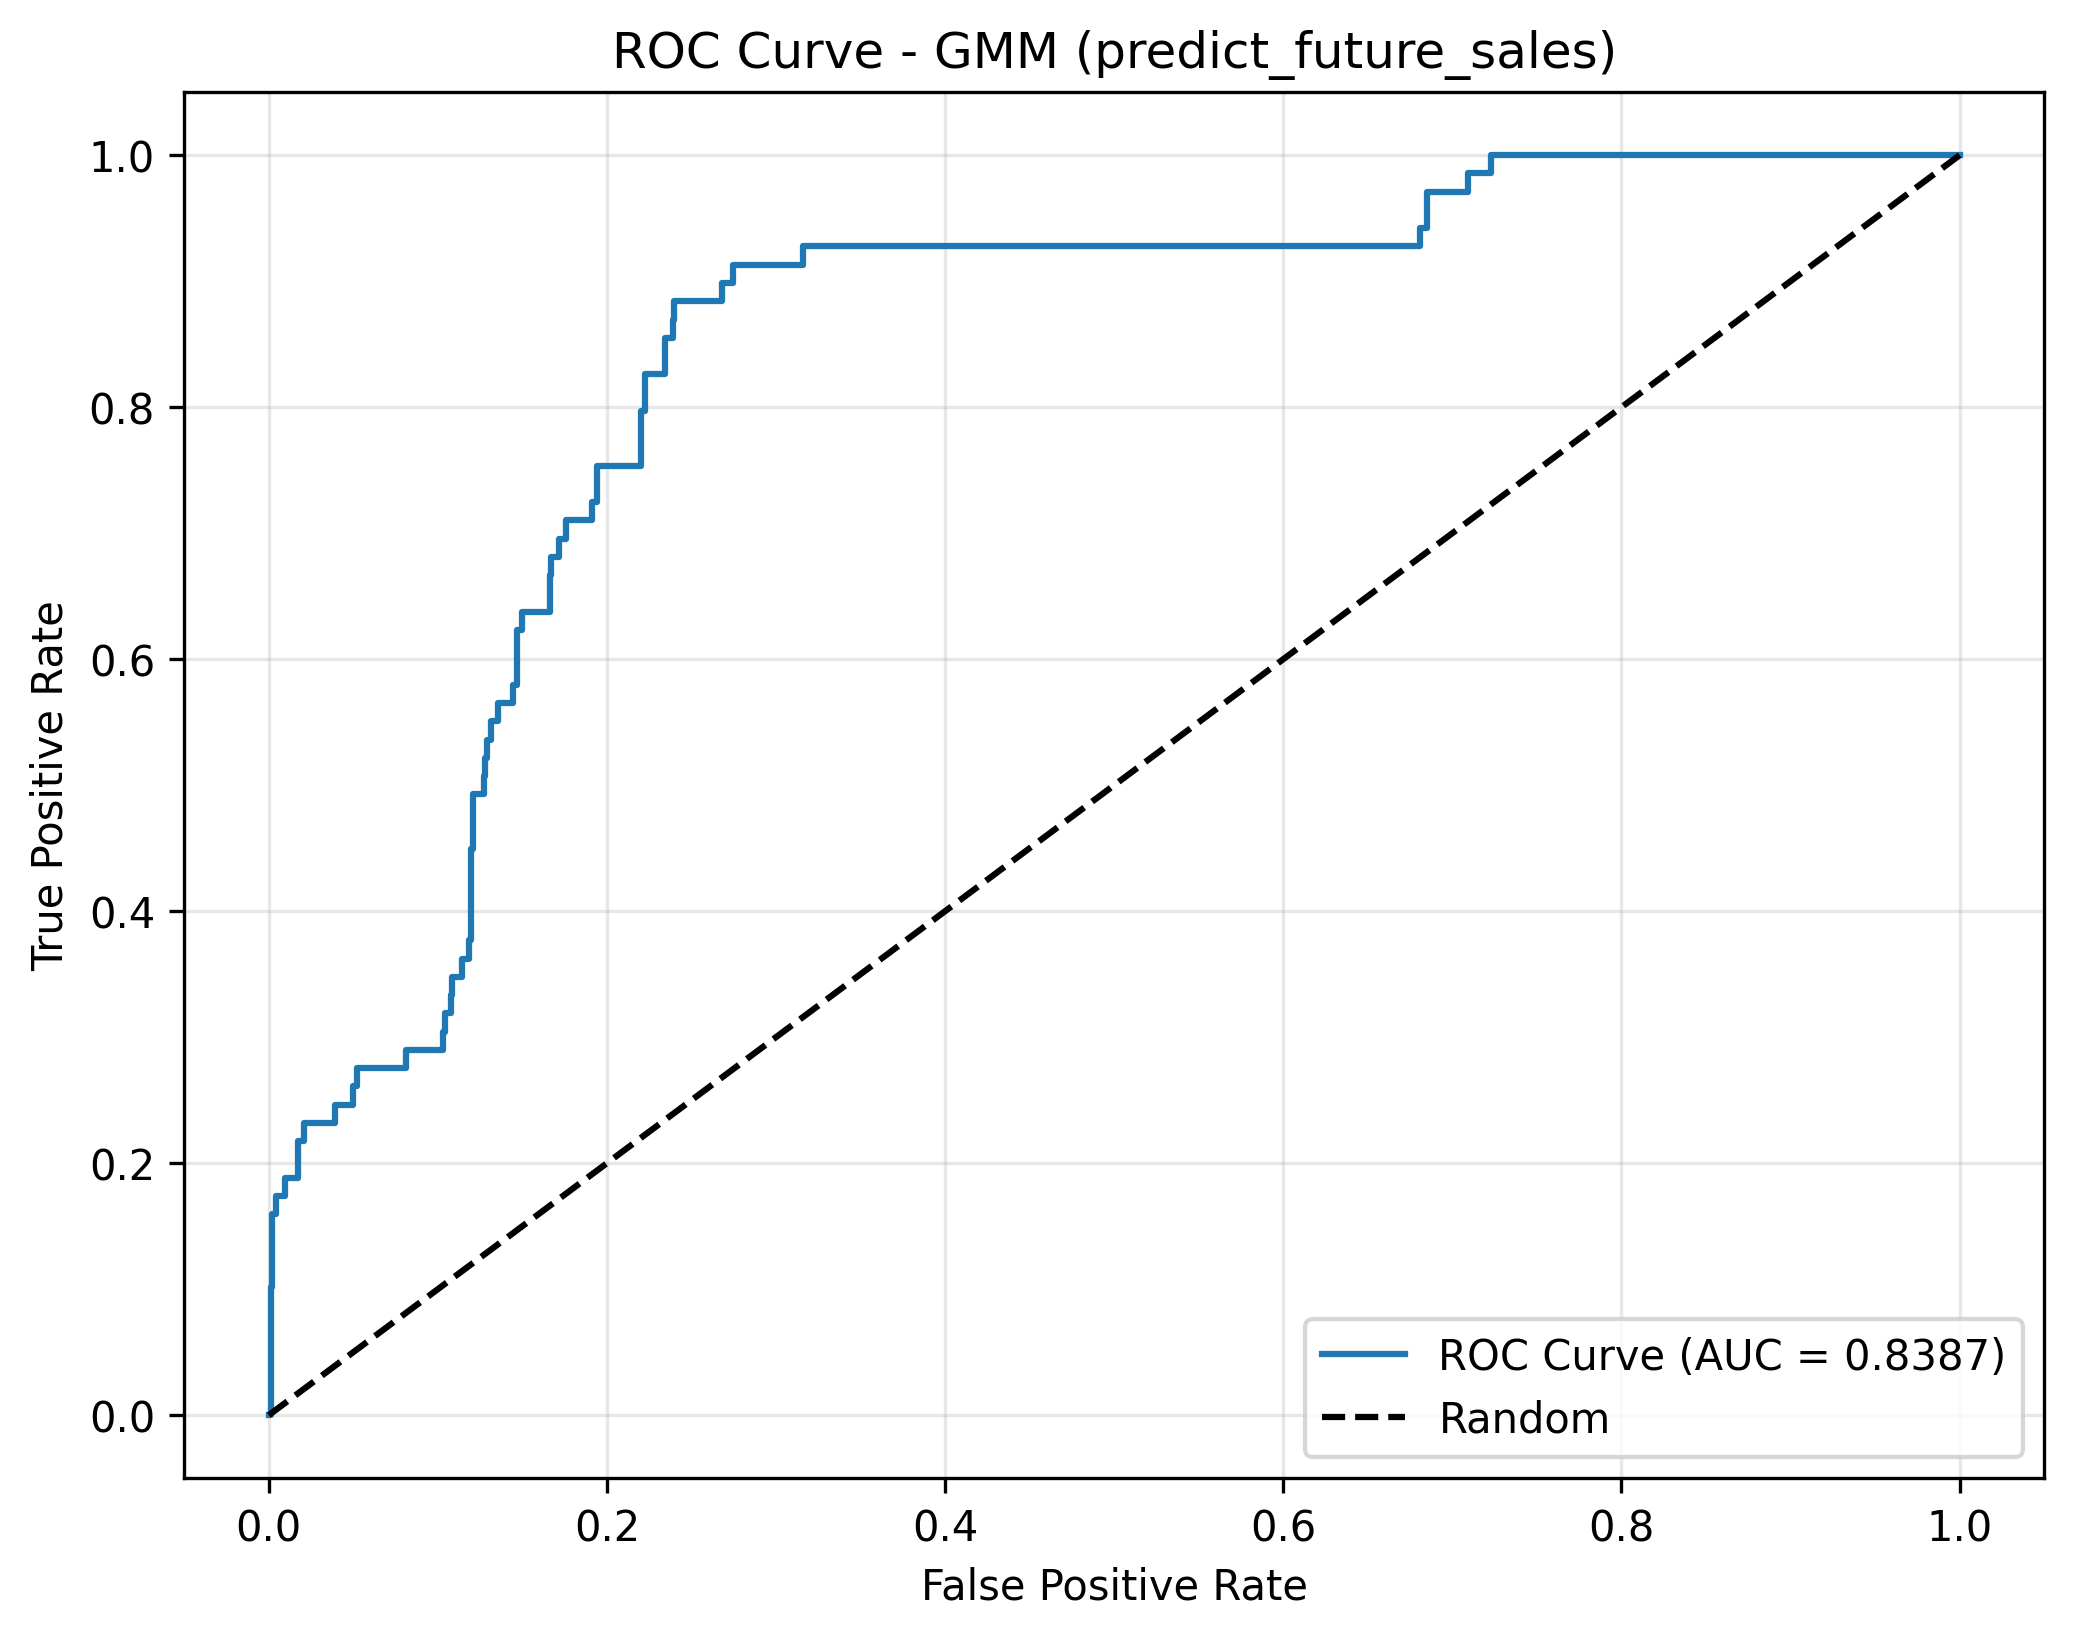 ROC Curve - GMM (predict_future_sales)
True Positive Rate
1.0
0.8
0.6
0.4
0.2
0.0
0.0 0.2 0.4 0.6 0.8 1.0
False Positive Rate
ROC Curve (AUC = 0.8387)
Random